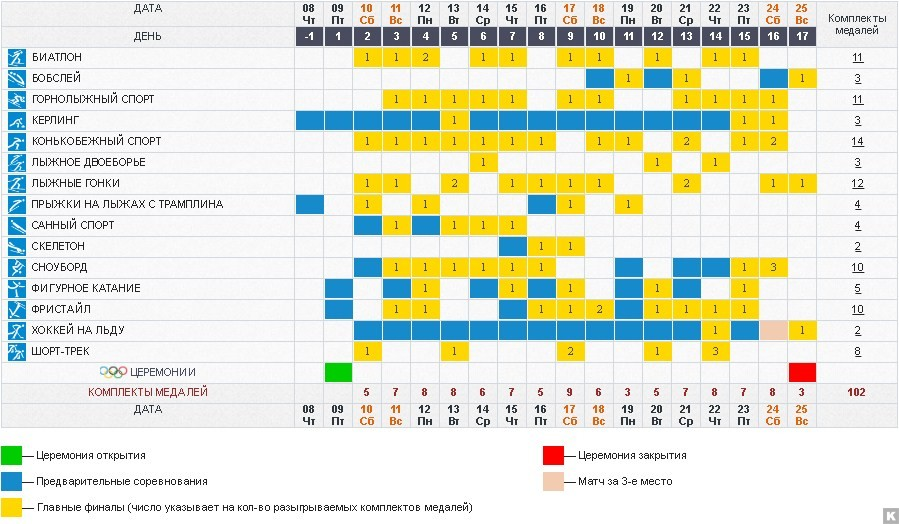 ДАТА 08 09 10 11 12 13 14 15 16 17 18 19 20 21 22 23 24 25 Комплекты
Чт Пт Сб Вс Пн Вт Ср Чт Пт Сб Вс Пн Вт Ср Чт Пт Сб Вс медалей
ДЕНЬ -1 1 2 3 4 5 6 7 8 9 10 11 12 13 14 15 16 17
БИАТЛОН 1 1 2 1 1 1 1 1 1 1 11
БОБСЛЕЙ 1 1 1 3
ГОРНОЛЫЖНЫЙ СПОРТ 1 1 1 1 1 1 1 1 1 1 1 11
КЕРЛИНГ 1 1 1 3
КОНЬКОБЕЖНЫЙ СПОРТ 1 1 1 1 1 1 1 1 1 2 1 2 14
ЛЫЖНОЕ ДВОЕБОРЬЕ 1 1 1 3
ЛЫЖНЫЕ ГОНКИ 1 1 2 1 1 1 1 2 1 1 12
ПРЫЖКИ НА ЛЫЖАХ С ТРАМПЛИНА 1 1 1 1 4
САННЫЙ СПОРТ 1 1 1 1 4
СКЕЛЕТОН 1 1 2
СНОУБОРД 1 1 1 1 1 1 1 3 10
ФИГУРНОЕ КАТАНИЕ 1 1 1 1 1 5
ФРИСТАЙЛ 1 1 1 1 2 1 1 1 1 10
ХОККЕЙ НА ЛЬДУ 1 1 2
ШОРТ-ТРЕК 1 1 2 1 3 8
ЦЕРЕМОНИИ
КОМПЛЕКТЫ МЕДАЛЕЙ 5 7 8 8 6 7 5 9 6 3 5 7 8 7 8 3 102
ДАТА 08 09 10 11 12 13 14 15 16 17 18 19 20 21 22 23 24 25
Чт Пт Сб Вс Пн Вт Ср Чт Пт Сб Вс Пн Вт Ср Чт Пт Сб Вс
Церемония открытия
Церемония закрытия
Предварительные соревнования
Матч за 3-е место
Главные финалы (число указывает на кол-во разыгрываемых комплектов медалей)
K